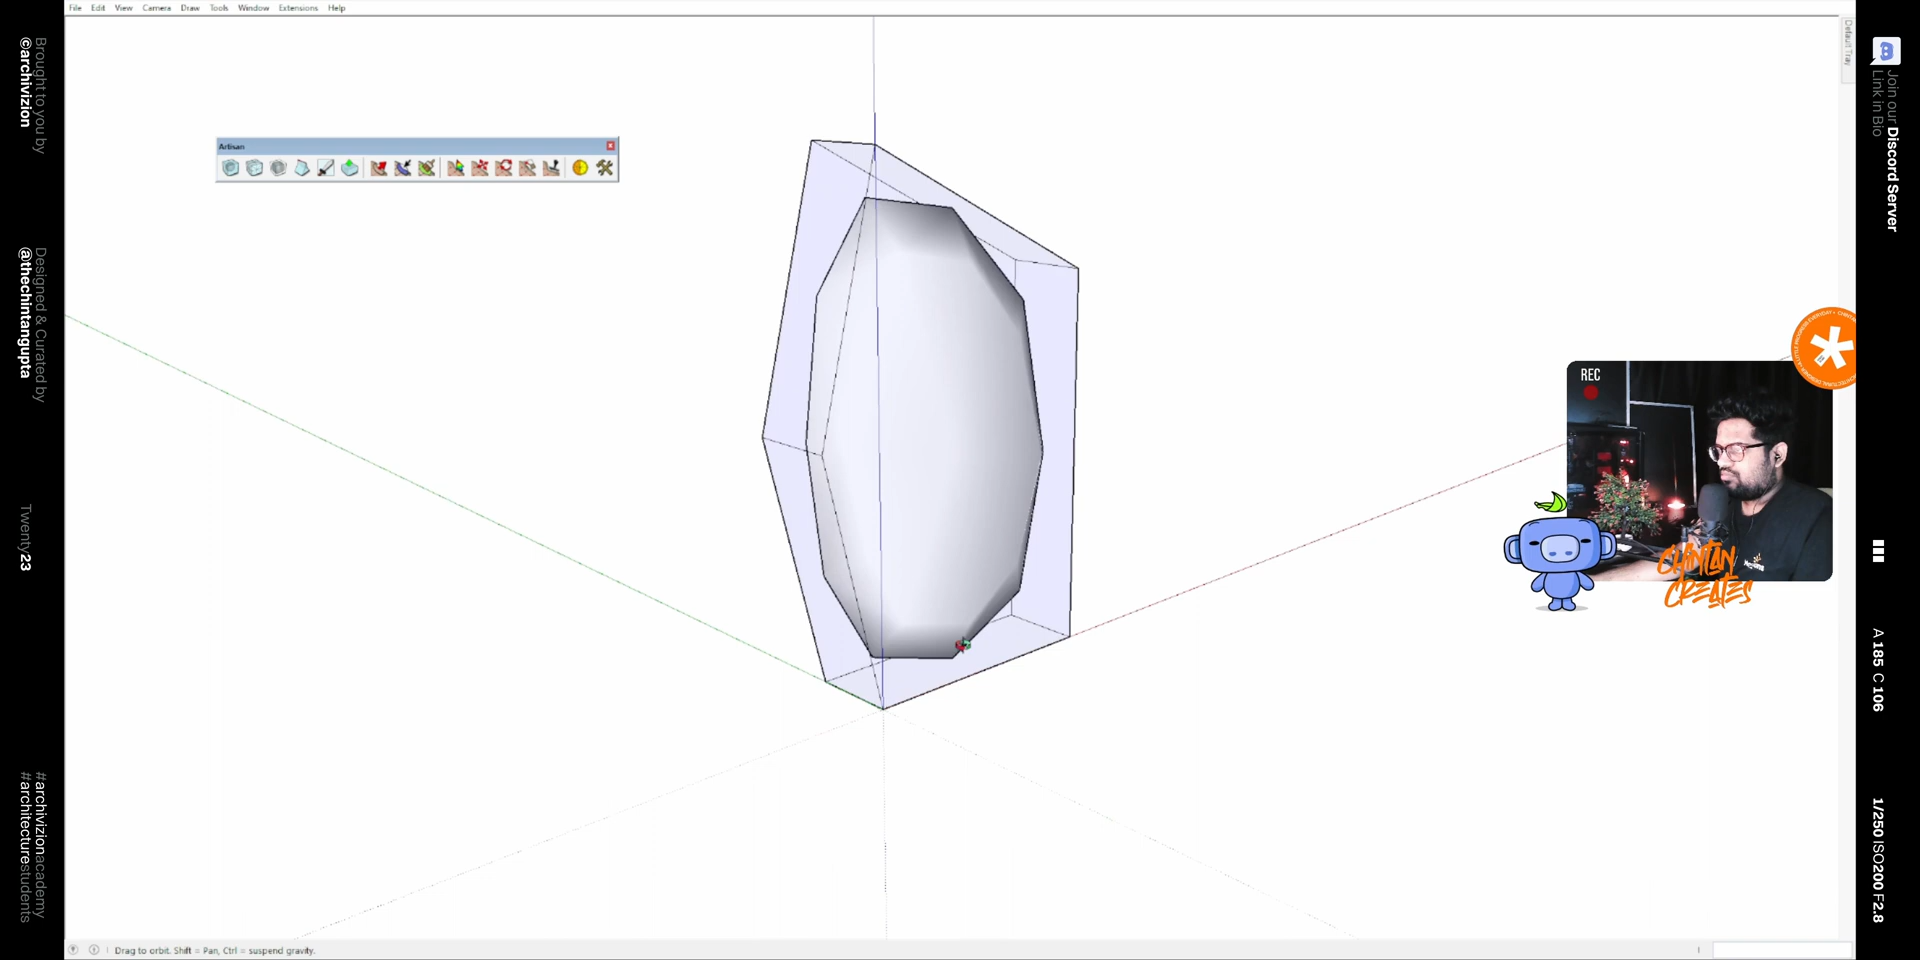 File Edit View Camera Draw Tools Window Extensions Help
Default Tray
Artisan
Brought to you by
@archivizion
Designed & Curated by
@thechintangupta
Twenty23
#archivizionacademy
#architecturestudents
Join our Discord Server
Link in Bio
REC
CHINTAN
CREATES
A 185 C 106
1/250 ISO200 F2.8
Drag to orbit. Shift = Pan, Ctrl = suspend gravity.